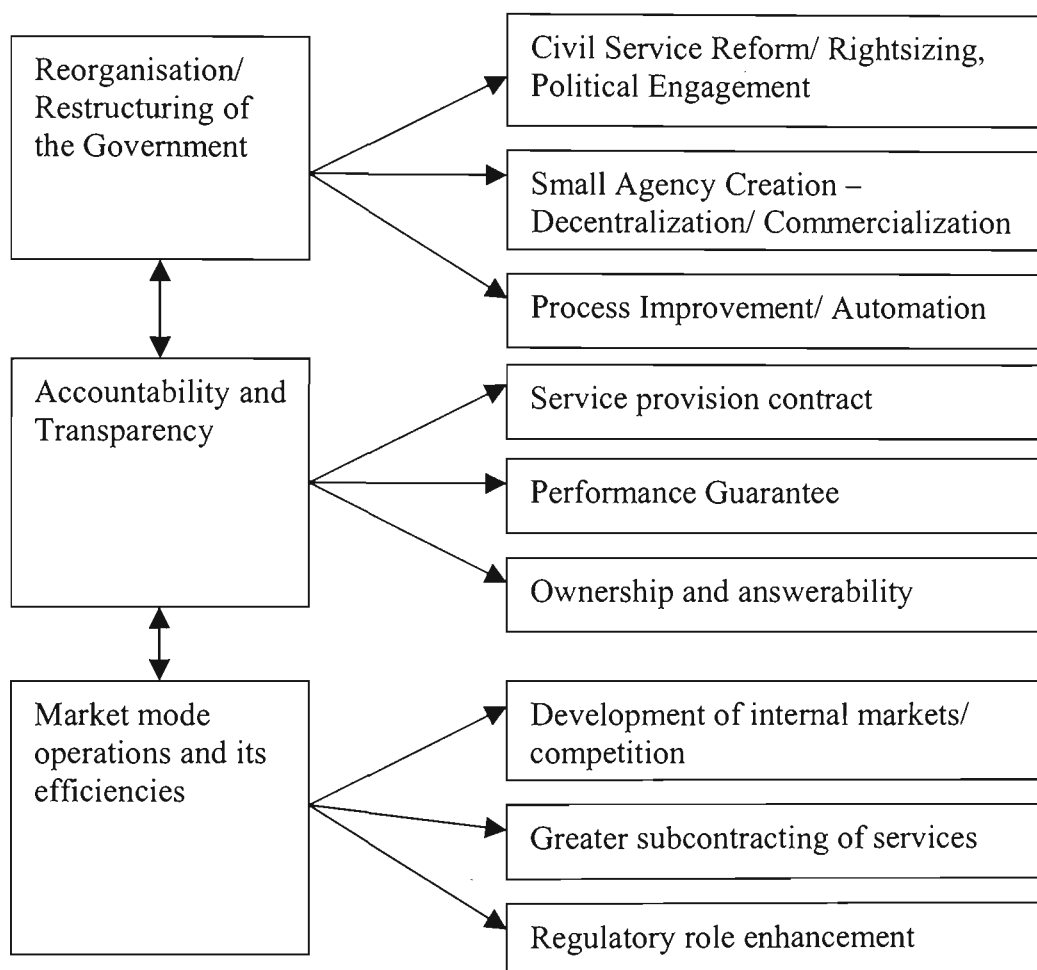 Reorganisation/
Restructuring of
the Government
Civil Service Reform/ Rightsizing,
Political Engagement
Small Agency Creation –
Decentralization/ Commercialization
Process Improvement/ Automation
Accountability and
Transparency
Service provision contract
Performance Guarantee
Ownership and answerability
Market mode
operations and its
efficiencies
Development of internal markets/
competition
Greater subcontracting of services
Regulatory role enhancement